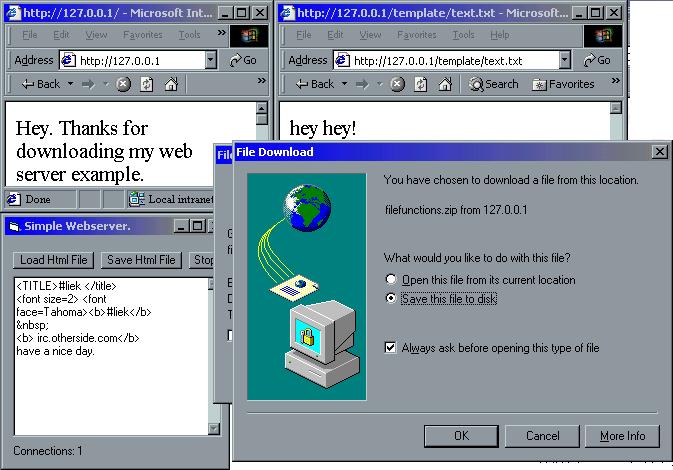 http://127.0.0.1/ - Microsoft Int...
File Edit View Favorites »
Address http://127.0.0.1 Go
Back » 
Hey. Thanks for
downloading my web
server example.
Done Local intranet
http://127.0.0.1/template/text.txt - Microsoft...
File Edit View Favorites Tools Help
Address http://127.0.0.1/template/text.txt Go
Back Search Favorites »
hey hey!
Simple Webserver.
Load Html File Save Html File Stop
<TITLE>#liek </title>
<font size=2> <font
face=Tahoma><b>#liek</b>
&nbsp;
<b> irc.otherside.com</b>
have a nice day.
Connections: 1
File
File Download
You have chosen to download a file from this location.
filefunctions.zip from 127.0.0.1
What would you like to do with this file?
Open this file from its current location
Save this file to disk
Always ask before opening this type of file
OK Cancel More Info